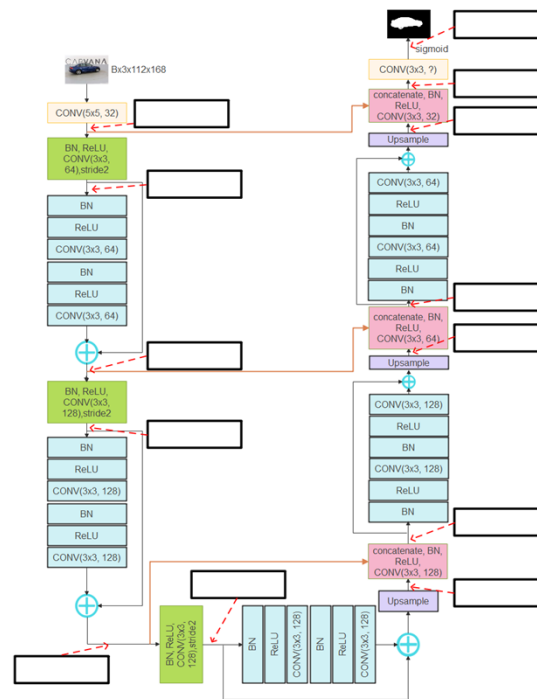 CARVANA
Bx3x112x168
CONV(5x5, 32)
BN, ReLU,
CONV(3x3,
64),stride2
BN
ReLU
CONV(3x3, 64)
BN
ReLU
CONV(3x3, 64)
BN, ReLU,
CONV(3x3,
128),stride2
BN
ReLU
CONV(3x3, 128)
BN
ReLU
CONV(3x3, 128)
BN, ReLU,
CONV(3x3,
128),stride2
BN
ReLU
CONV(3x3, 128)
BN
ReLU
CONV(3x3, 128)
sigmoid
CONV(3x3, ?)
concatenate, BN,
ReLU,
CONV(3x3, 32)
Upsample
CONV(3x3, 64)
ReLU
BN
CONV(3x3, 64)
ReLU
BN
concatenate, BN,
ReLU,
CONV(3x3, 64)
Upsample
CONV(3x3, 128)
ReLU
BN
CONV(3x3, 128)
ReLU
BN
concatenate, BN,
ReLU,
CONV(3x3, 128)
Upsample